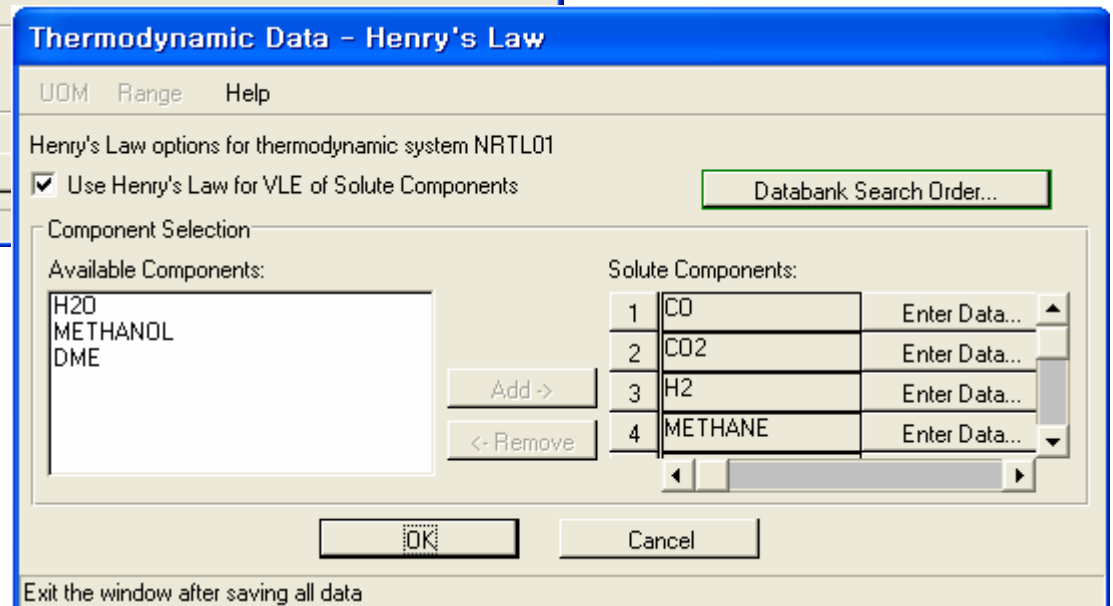 Thermodynamic Data - Henry's Law
UOM Range Help
Henry's Law options for thermodynamic system NRTL01
Use Henry's Law for VLE of Solute Components
Databank Search Order...
Component Selection
Available Components:
H2O
METHANOL
DME
Add ->
<- Remove
Solute Components:
1 CO Enter Data...
2 CO2 Enter Data...
3 H2 Enter Data...
4 METHANE Enter Data...
OK Cancel
Exit the window after saving all data